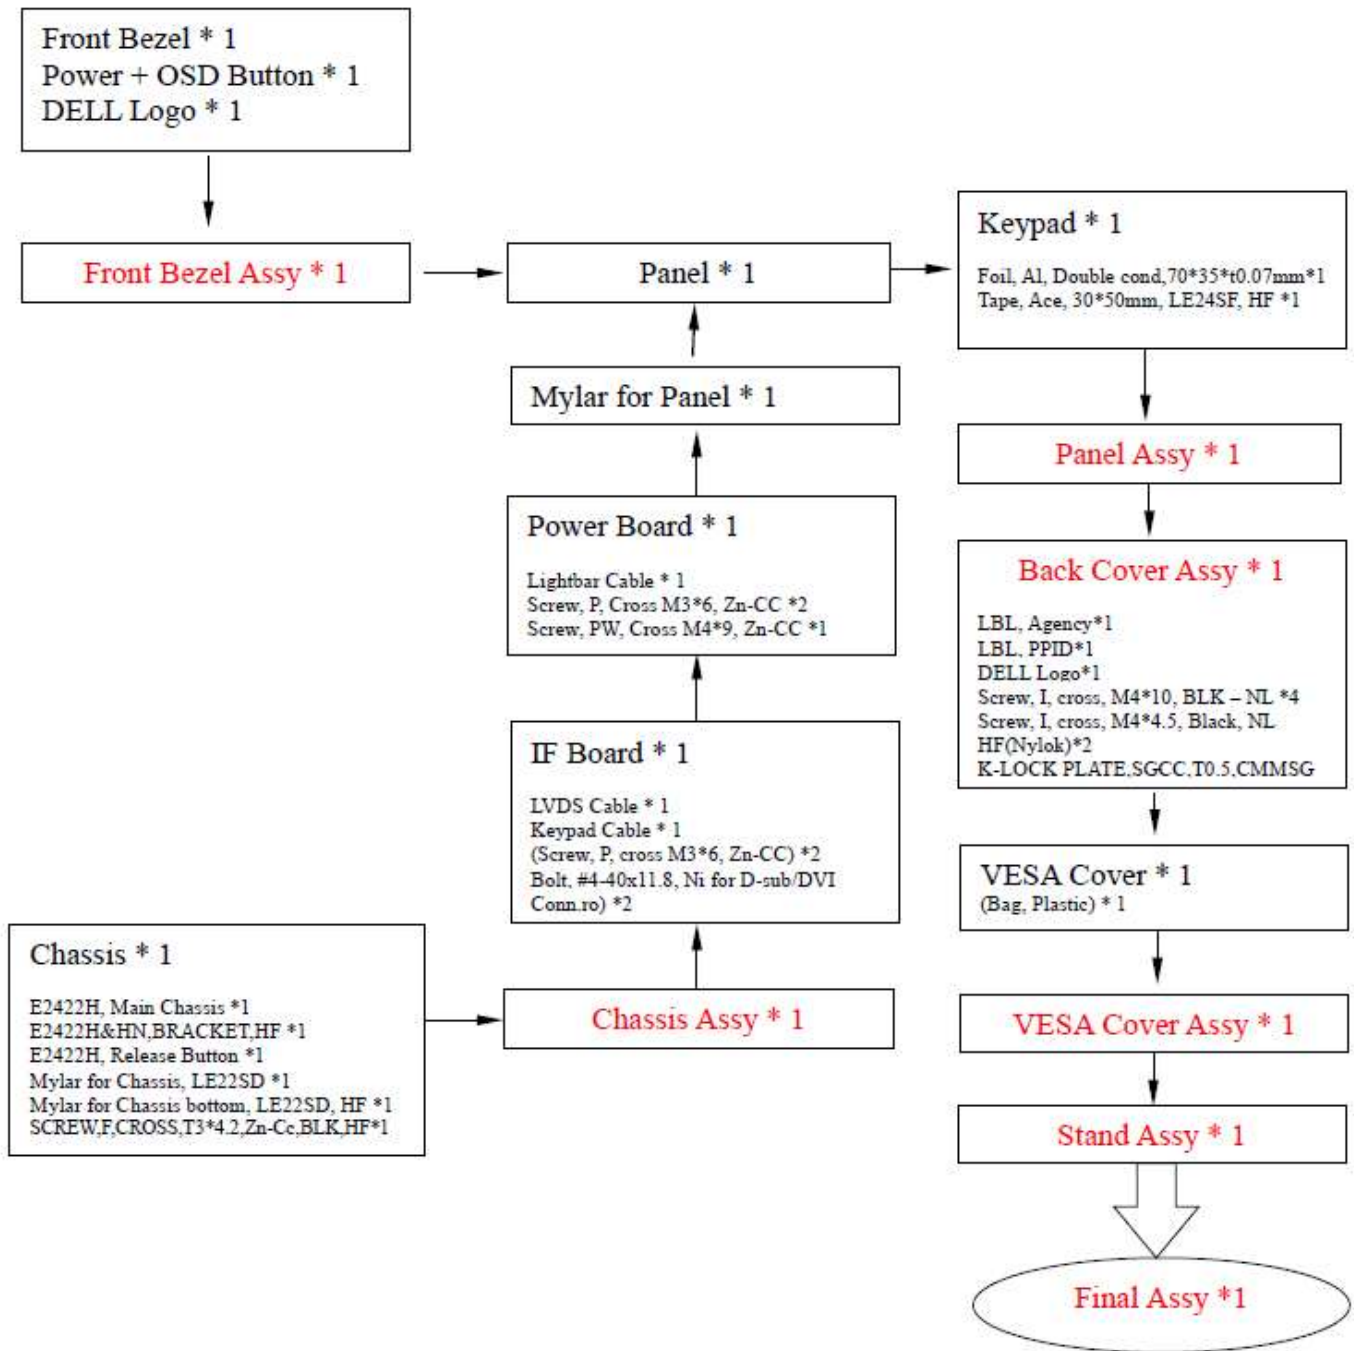 Front Bezel * 1
Power + OSD Button * 1
DELL Logo * 1
Front Bezel Assy * 1
Panel * 1
Keypad * 1
Foil, Al, Double cond,70*35*t0.07mm*1
Tape, Ace, 30*50mm, LE24SF, HF *1
Mylar for Panel * 1
Panel Assy * 1
Power Board * 1
Lightbar Cable * 1
Screw, P, Cross M3*6, Zn-CC *2
Screw, PW, Cross M4*9, Zn-CC *1
Back Cover Assy * 1
LBL, Agency*1
LBL, PPID*1
DELL Logo*1
Screw, I, cross, M4*10, BLK – NL *4
Screw, I, cross, M4*4.5, Black, NL
HF(Nylok)*2
K-LOCK PLATE,SGCC,T0.5,CMMSG
IF Board * 1
LVDS Cable * 1
Keypad Cable * 1
(Screw, P, cross M3*6, Zn-CC) *2
Bolt, #4-40x11.8, Ni for D-sub/DVI
Conn.ro) *2
VESA Cover * 1
(Bag, Plastic) * 1
Chassis * 1
E2422H, Main Chassis *1
E2422H&HN,BRACKET,HF *1
E2422H, Release Button *1
Mylar for Chassis, LE22SD *1
Mylar for Chassis bottom, LE22SD, HF *1
SCREW,F,CROSS,T3*4.2,Zn-Cc,BLK,HF*1
Chassis Assy * 1
VESA Cover Assy * 1
Stand Assy * 1
Final Assy *1